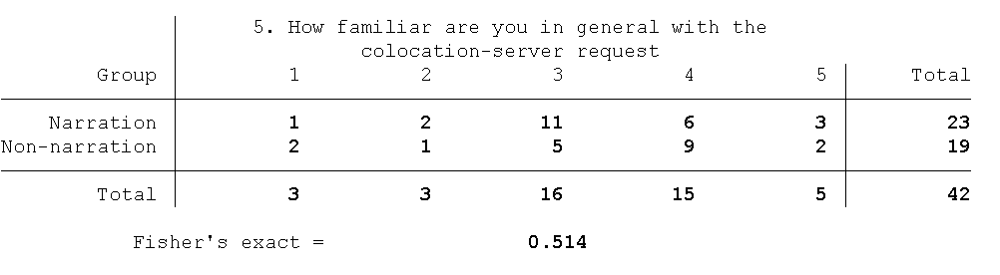 5. How familiar are you in general with the
colocation-server request
Group 1 2 3 4 5 Total
Narration 1 2 11 6 3 23
Non-narration 2 1 5 9 2 19
Total 3 3 16 15 5 42
Fisher's exact = 0.514